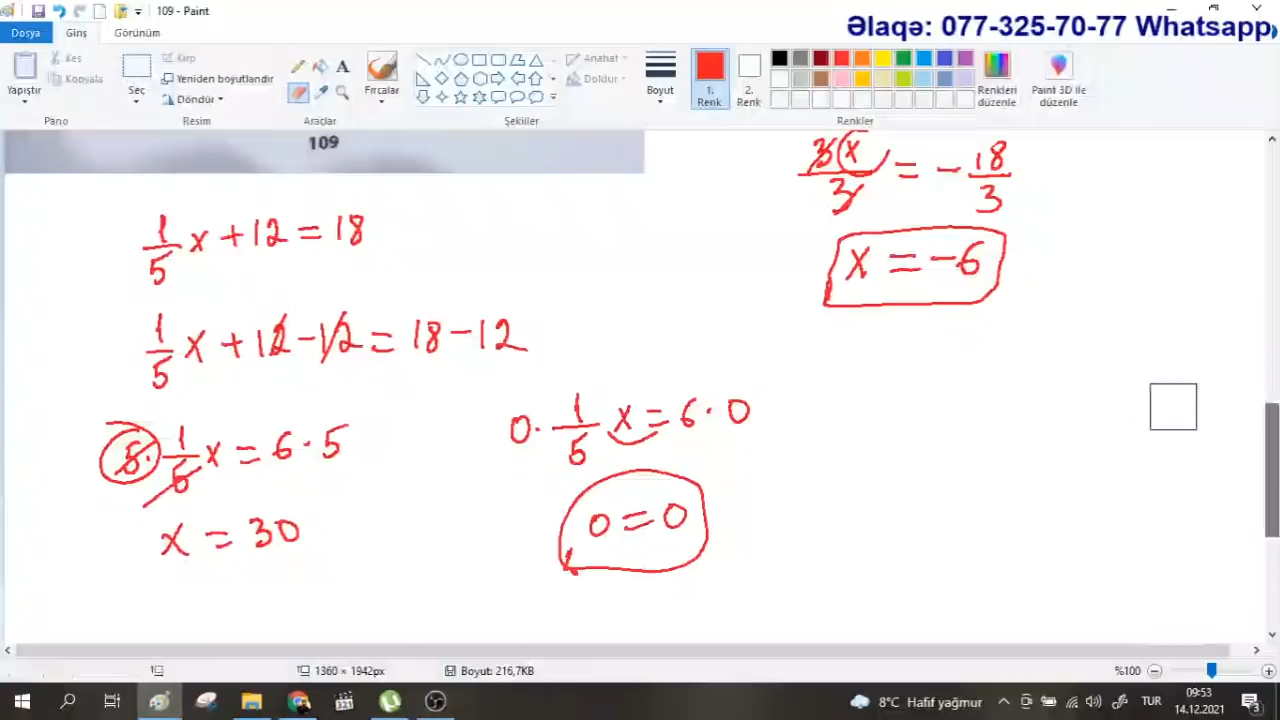 109 - Paint
Əlaqə: 077-325-70-77 Whatsapp
Dosya Giriş Görünüm
Yapıştır
Kes
Kopyala
Pano
Seç
Kırp
Yeniden boyutlandır
Döndür
Resim
Araçlar
Fırçalar
Şekiller
Anahat
Doldur
Boyut
1. Renk
2. Renk
Renkleri düzenle
Paint 3D ile düzenle
Renkler
109
3(x/3 = -18/3
x = -6
1/5 x + 12 = 18
1/5 x + 12 - 12 = 18 - 12
5 · 1/5 x = 6 · 5
x = 30
0 · 1/5 x = 6 · 0
0 = 0
1360 × 1942px
Boyut: 216,7KB
%100
8°C Hafif yağmur
TUR
09:53
14.12.2021
3